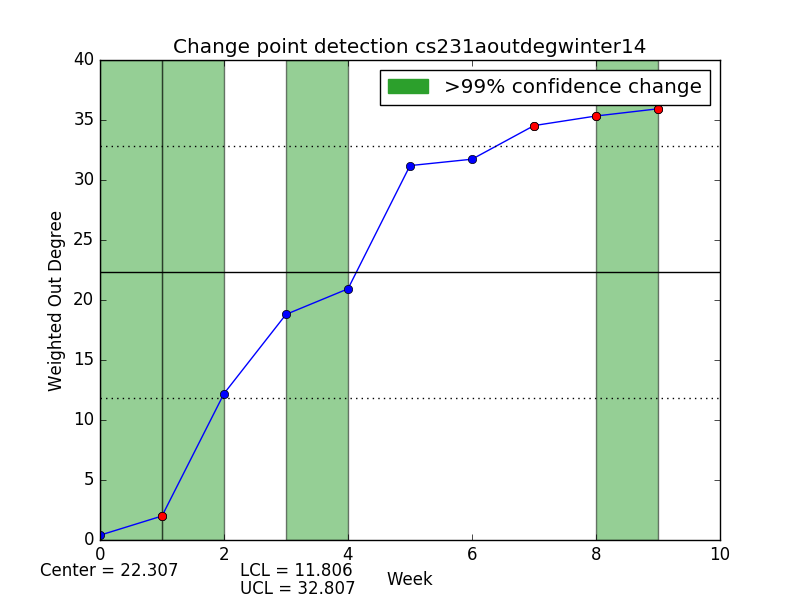 Change point detection cs231aoutdegwinter14
>99% confidence change
Weighted Out Degree
40
35
30
25
20
15
10
5
0
0 2 4 6 8 10
Week
Center = 22.307
LCL = 11.806
UCL = 32.807